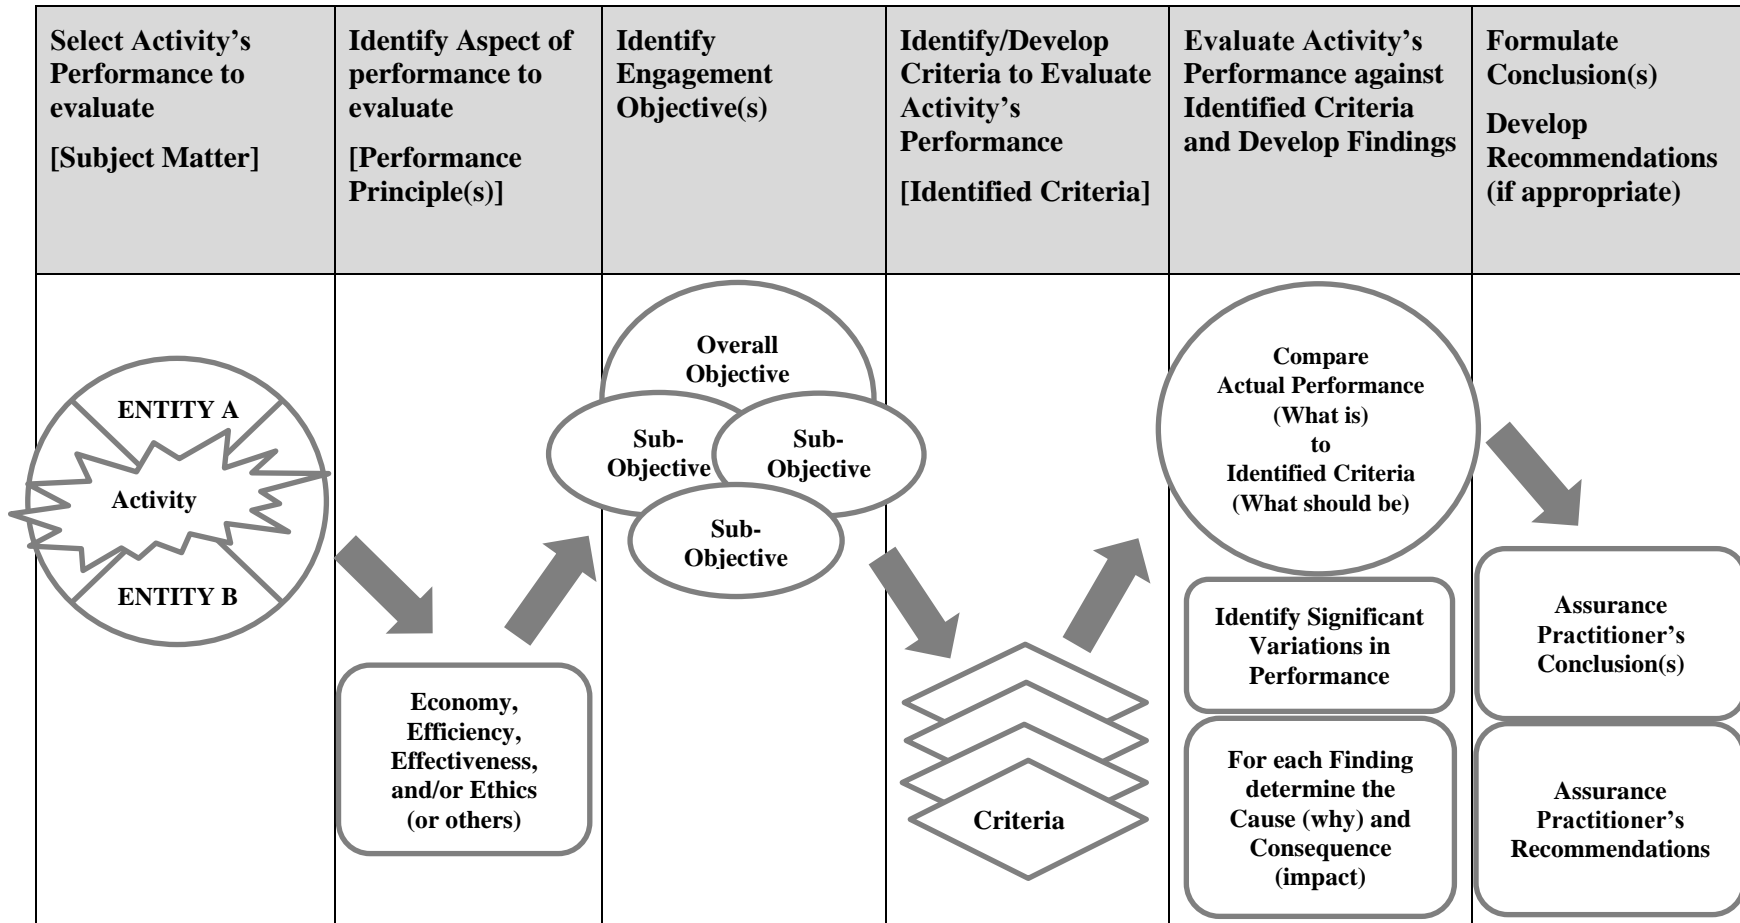 Select Activity’s
Performance to
evaluate
[Subject Matter]
Identify Aspect of
performance to
evaluate
[Performance
Principle(s)]
Identify
Engagement
Objective(s)
Identify/Develop
Criteria to Evaluate
Activity’s
Performance
[Identified Criteria]
Evaluate Activity’s
Performance against
Identified Criteria
and Develop Findings
Formulate
Conclusion(s)
Develop
Recommendations
(if appropriate)
ENTITY A
Activity
ENTITY B
Economy,
Efficiency,
Effectiveness,
and/or Ethics
(or others)
Overall
Objective
Sub-
Objective
Sub-
Objective
Sub-
Objective
Criteria
Compare
Actual Performance
(What is)
to
Identified Criteria
(What should be)
Identify Significant
Variations in
Performance
For each Finding
determine the
Cause (why) and
Consequence
(impact)
Assurance
Practitioner’s
Conclusion(s)
Assurance
Practitioner’s
Recommendations